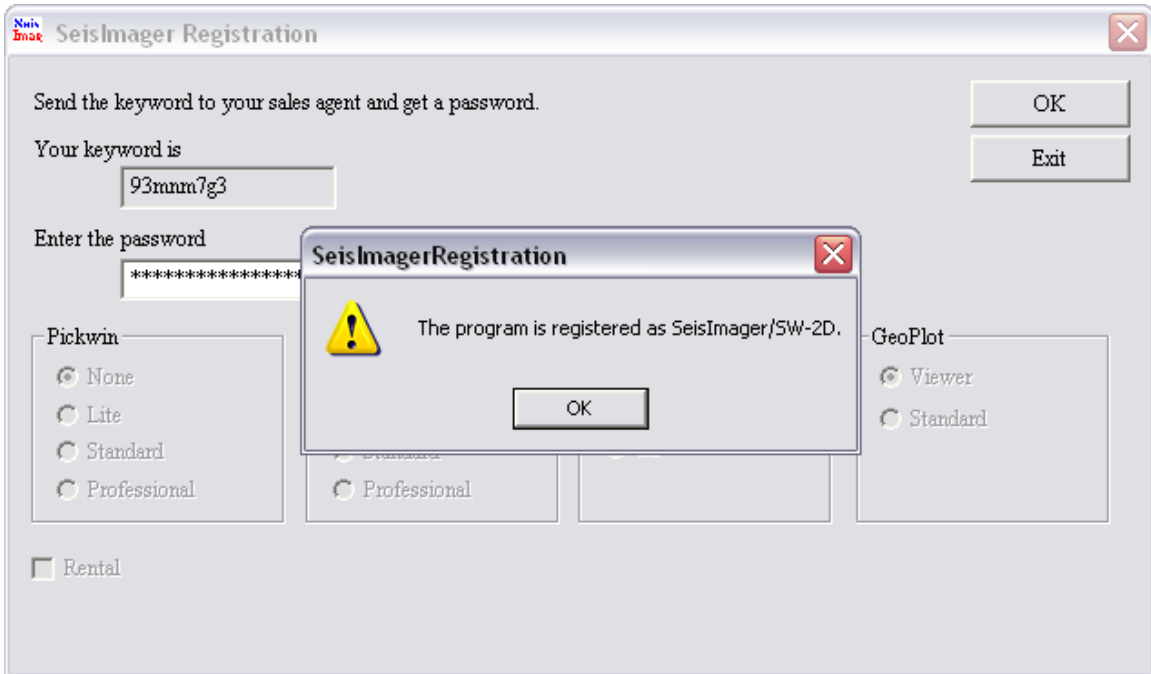 Seis
Imag
SeisImager Registration
Send the keyword to your sales agent and get a password.
OK
Your keyword is
93mnm7g3
Exit
Enter the password
****************
SeisImagerRegistration
The program is registered as SeisImager/SW-2D.
OK
Pickwin
None
Lite
Standard
Professional
Standard
Professional
GeoPlot
Viewer
Standard
Rental